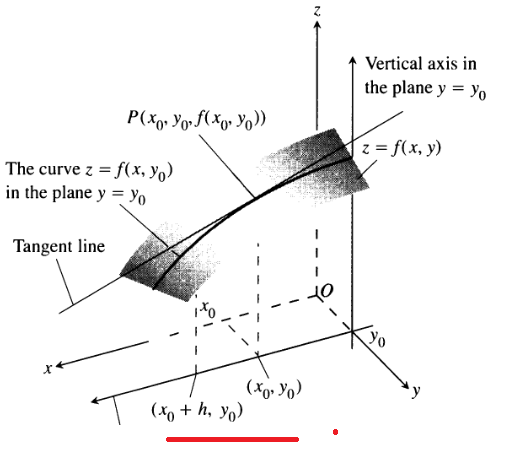 z
Vertical axis in
the plane y = y₀
P(x₀, y₀, f(x₀, y₀))
z = f(x, y)
The curve z = f(x, y₀)
in the plane y = y₀
Tangent line
O
x₀
y₀
x
(x₀, y₀)
y
(x₀ + h, y₀)